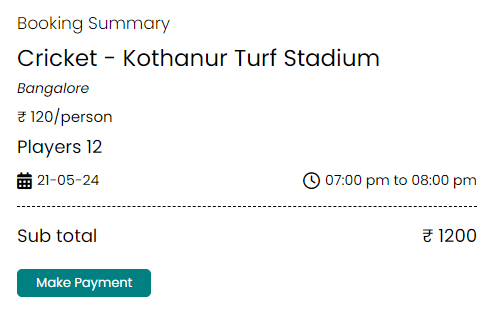 Booking Summary
Cricket - Kothanur Turf Stadium
Bangalore
₹ 120/person
Players 12
21-05-24 07:00 pm to 08:00 pm
Sub total ₹ 1200
Make Payment